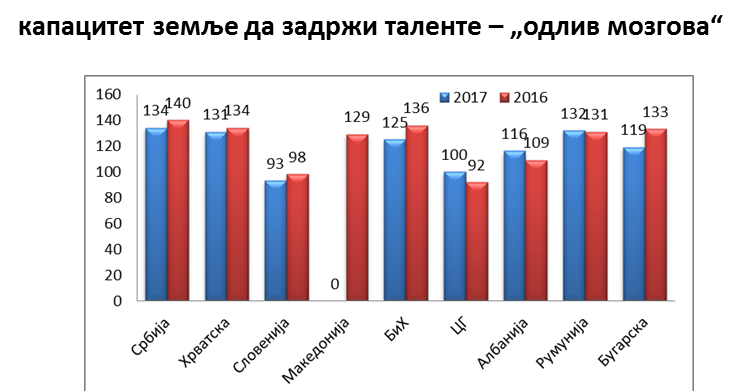 капацитет земље да задржи таленте – „одлив мозгова“
2017 2016
160
140
120
100
80
60
40
20
0
134 140
131 134
93 98
0 129
125 136
100 92
116 109
132 131
119 133
Србија
Хрватска
Словенија
Македонија
БиХ
ЦГ
Албанија
Румунија
Бугарска